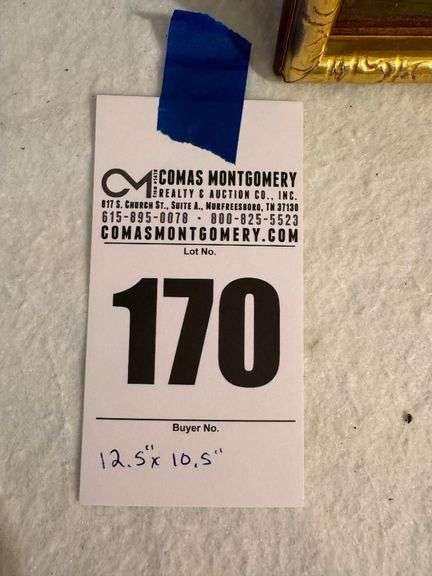 CM COMAS MONTGOMERY
REALTY & AUCTION CO., INC.
817 S. CHURCH ST., SUITE A., MURFREESBORO, TN 37130
615-895-0078 • 800-825-5523
COMASMONTGOMERY.COM
Lot No.
170
Buyer No.
12.5" x 10.5"